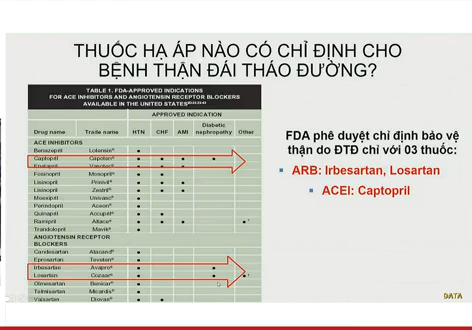 THUỐC HẠ ÁP NÀO CÓ CHỈ ĐỊNH CHO
BỆNH THẬN ĐÁI THÁO ĐƯỜNG?
TABLE 1. FDA-APPROVED INDICATIONS
FOR ACE INHIBITORS AND ANGIOTENSIN RECEPTOR BLOCKERS
AVAILABLE IN THE UNITED STATES
APPROVED INDICATION
Drug name Trade name HTN CHF AMI Diabetic nephropathy Other
ACE INHIBITORS
Benazepril Lotensin® •
Captopril Capoten® • • • •
Enalapril Vasotec® • •
Fosinopril Monopril® • •
Lisinopril Prinivil® • • •
Lisinopril Zestril® • • •
Moexipril Univasc® •
Perindopril Aceon® •
Quinapril Accupril® • •
Ramipril Altace® • • •
Trandolopril Mavik® •
ANGIOTENSIN RECEPTOR
BLOCKERS
Candesartan Atacand® •
Eprosartan Teveten® •
Irbesartan Avapro® • •
Losartan Cozaar® • • •
Olmesartan Benicar® •
Telmisartan Micardis® •
Valsartan Diovan® • •
FDA phê duyệt chỉ định bảo vệ
thận do ĐTĐ chỉ với 03 thuốc:
▪ ARB: Irbesartan, Losartan
▪ ACEI: Captopril
DATA